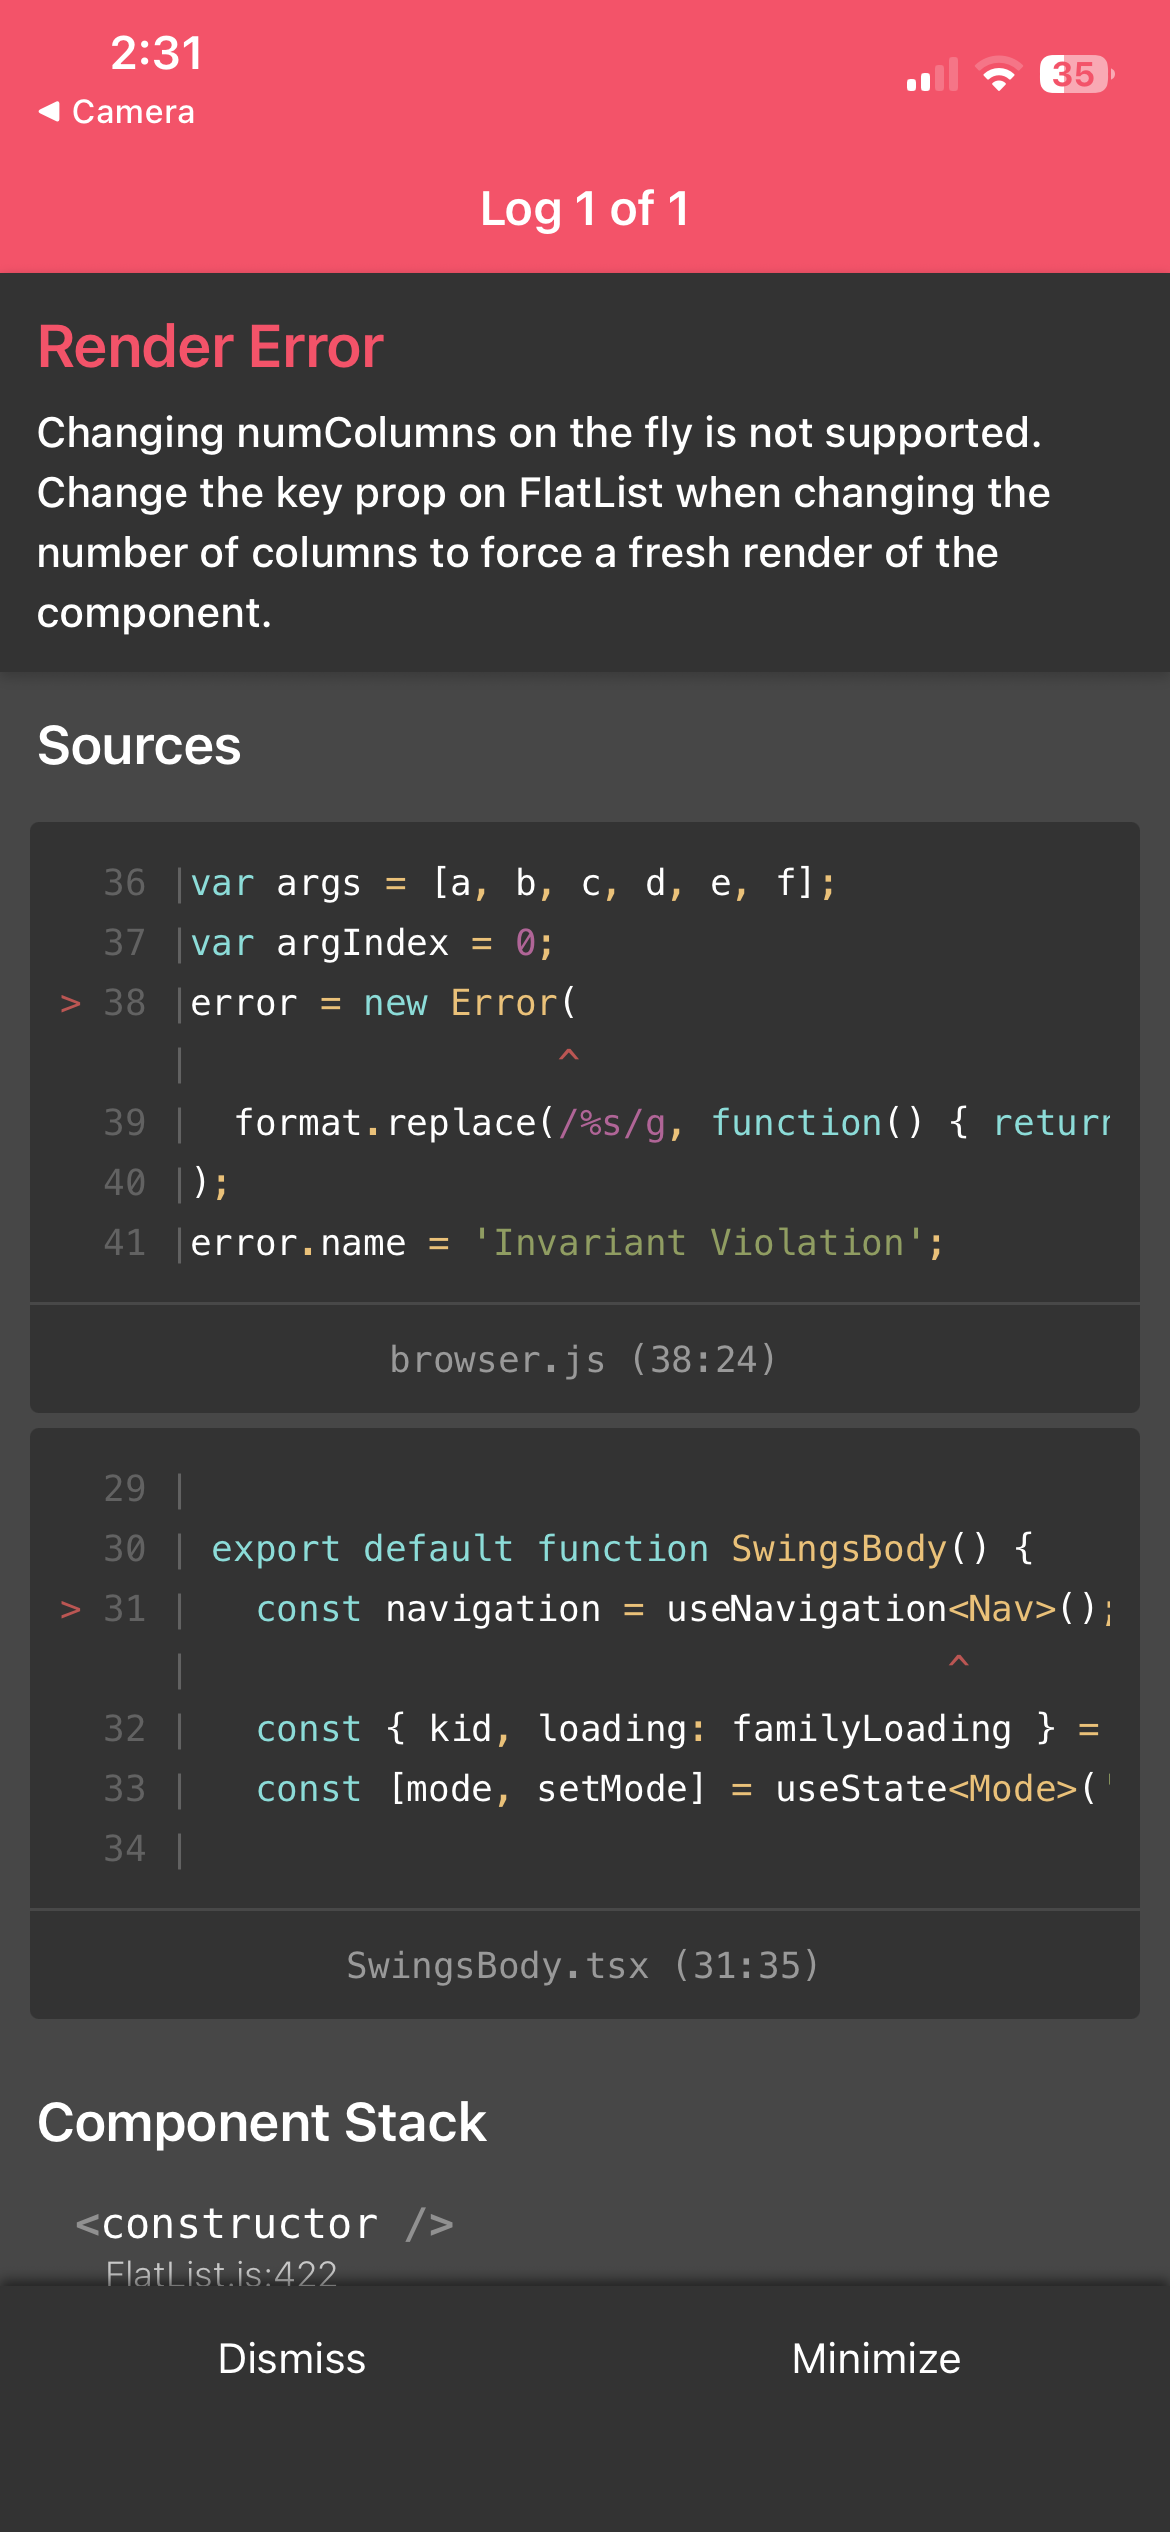 2:31
35
◀ Camera
Log 1 of 1
Render Error
Changing numColumns on the fly is not supported.
Change the key prop on FlatList when changing the
number of columns to force a fresh render of the
component.
Sources
36 |var args = [a, b, c, d, e, f];
37 |var argIndex = 0;
> 38 |error = new Error(
| ^
39 | format.replace(/%s/g, function() { return
40 |);
41 |error.name = 'Invariant Violation';
browser.js (38:24)
29 |
30 | export default function SwingsBody() {
> 31 | const navigation = useNavigation<Nav>();
| ^
32 | const { kid, loading: familyLoading } =
33 | const [mode, setMode] = useState<Mode>('
34 |
SwingsBody.tsx (31:35)
Component Stack
<constructor />
FlatList.js:422
Dismiss
Minimize